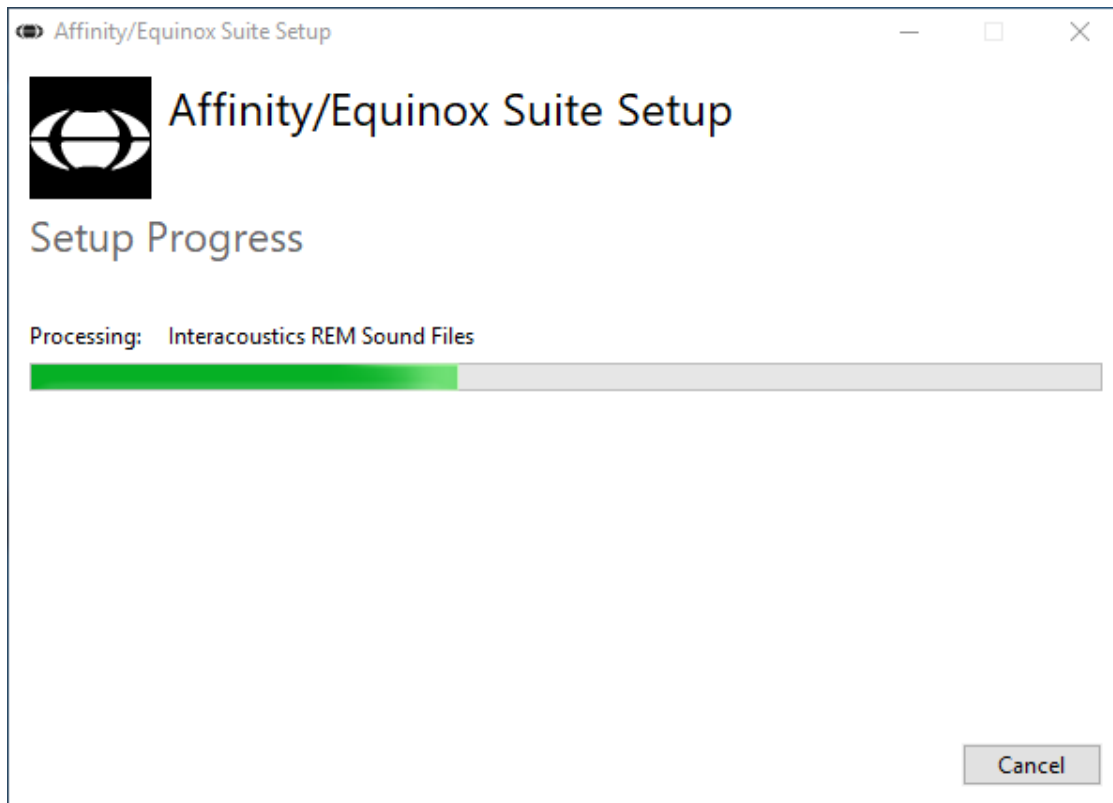 Affinity/Equinox Suite Setup
Affinity/Equinox Suite Setup
Setup Progress
Processing: Interacoustics REM Sound Files
Cancel